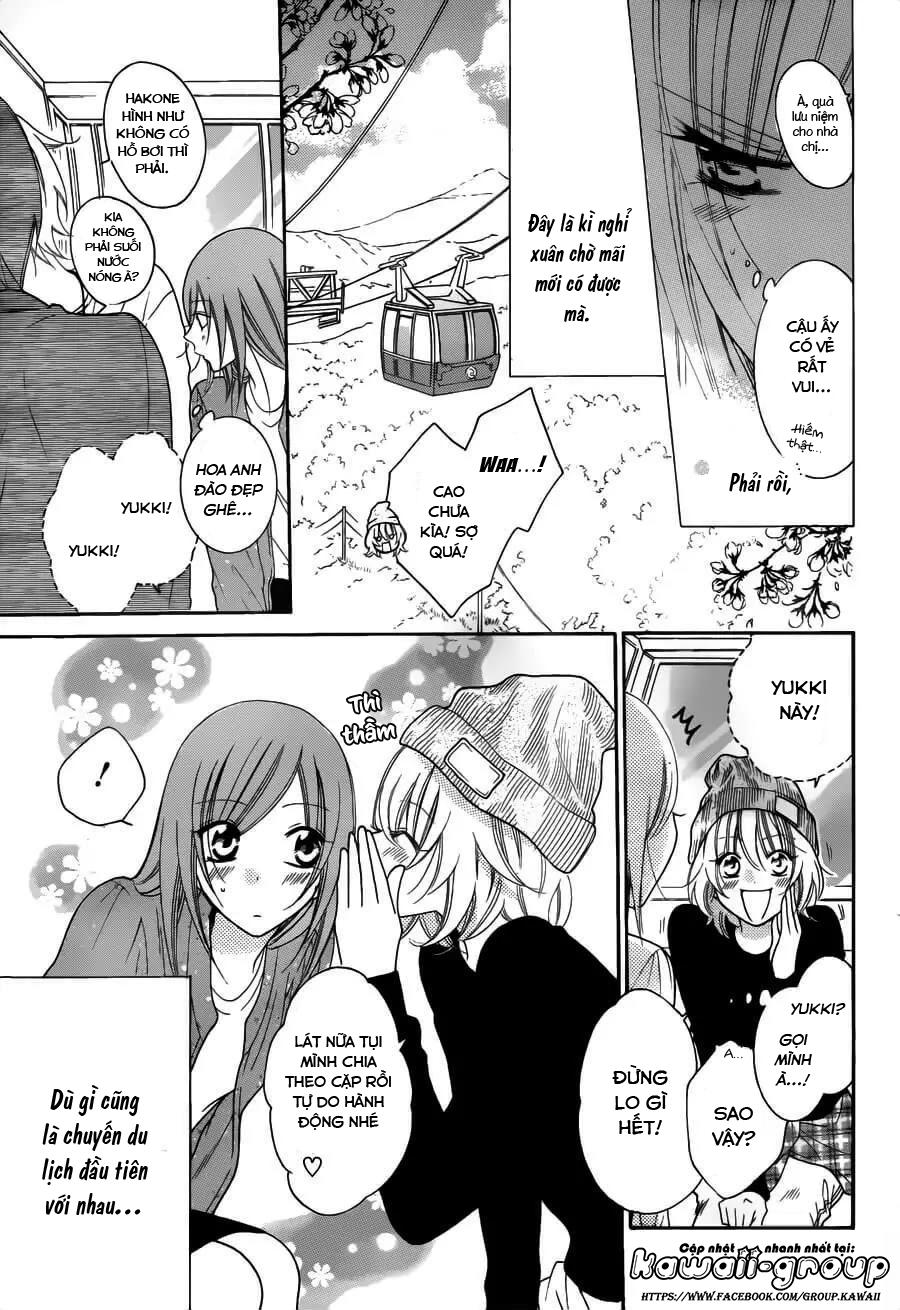 À, quà
lưu niệm
cho nhà
chị...
CẬU ẤY
CÓ VẺ
RẤT
VUI...
Hiếm
thật...
Phải rồi,
Đây là kì nghỉ
xuân chờ mãi
mới có được
mà.
WAA...!
CAO
CHƯA
KÌA! SỢ
QUÁ!
HAKONE
HÌNH NHƯ
KHÔNG CÓ
HỒ BƠI THÌ
PHẢI.
KIA
KHÔNG
PHẢI SUỐI
NƯỚC
NÓNG À?
HOA ANH
ĐÀO ĐẸP
GHÊ...
YUKKI!
YUKKI!
YUKKI
NÀY!
YUKKI?
GỌI
MÌNH
À...!
A...
SAO
VẬY?
ĐỪNG
LO GÌ
HẾT!
Thì
thầm
!
LÁT NỮA TỤI
MÌNH CHIA
THEO CẶP RỒI
TỰ DO HÀNH
ĐỘNG NHÉ
♡
Dù gì cũng
là chuyến du
lịch đầu tiên
với nhau...
Cập nhật nhanh nhất tại:
kawaii-group
HTTPS://WWW.FACEBOOK.COM/GROUP.KAWAII